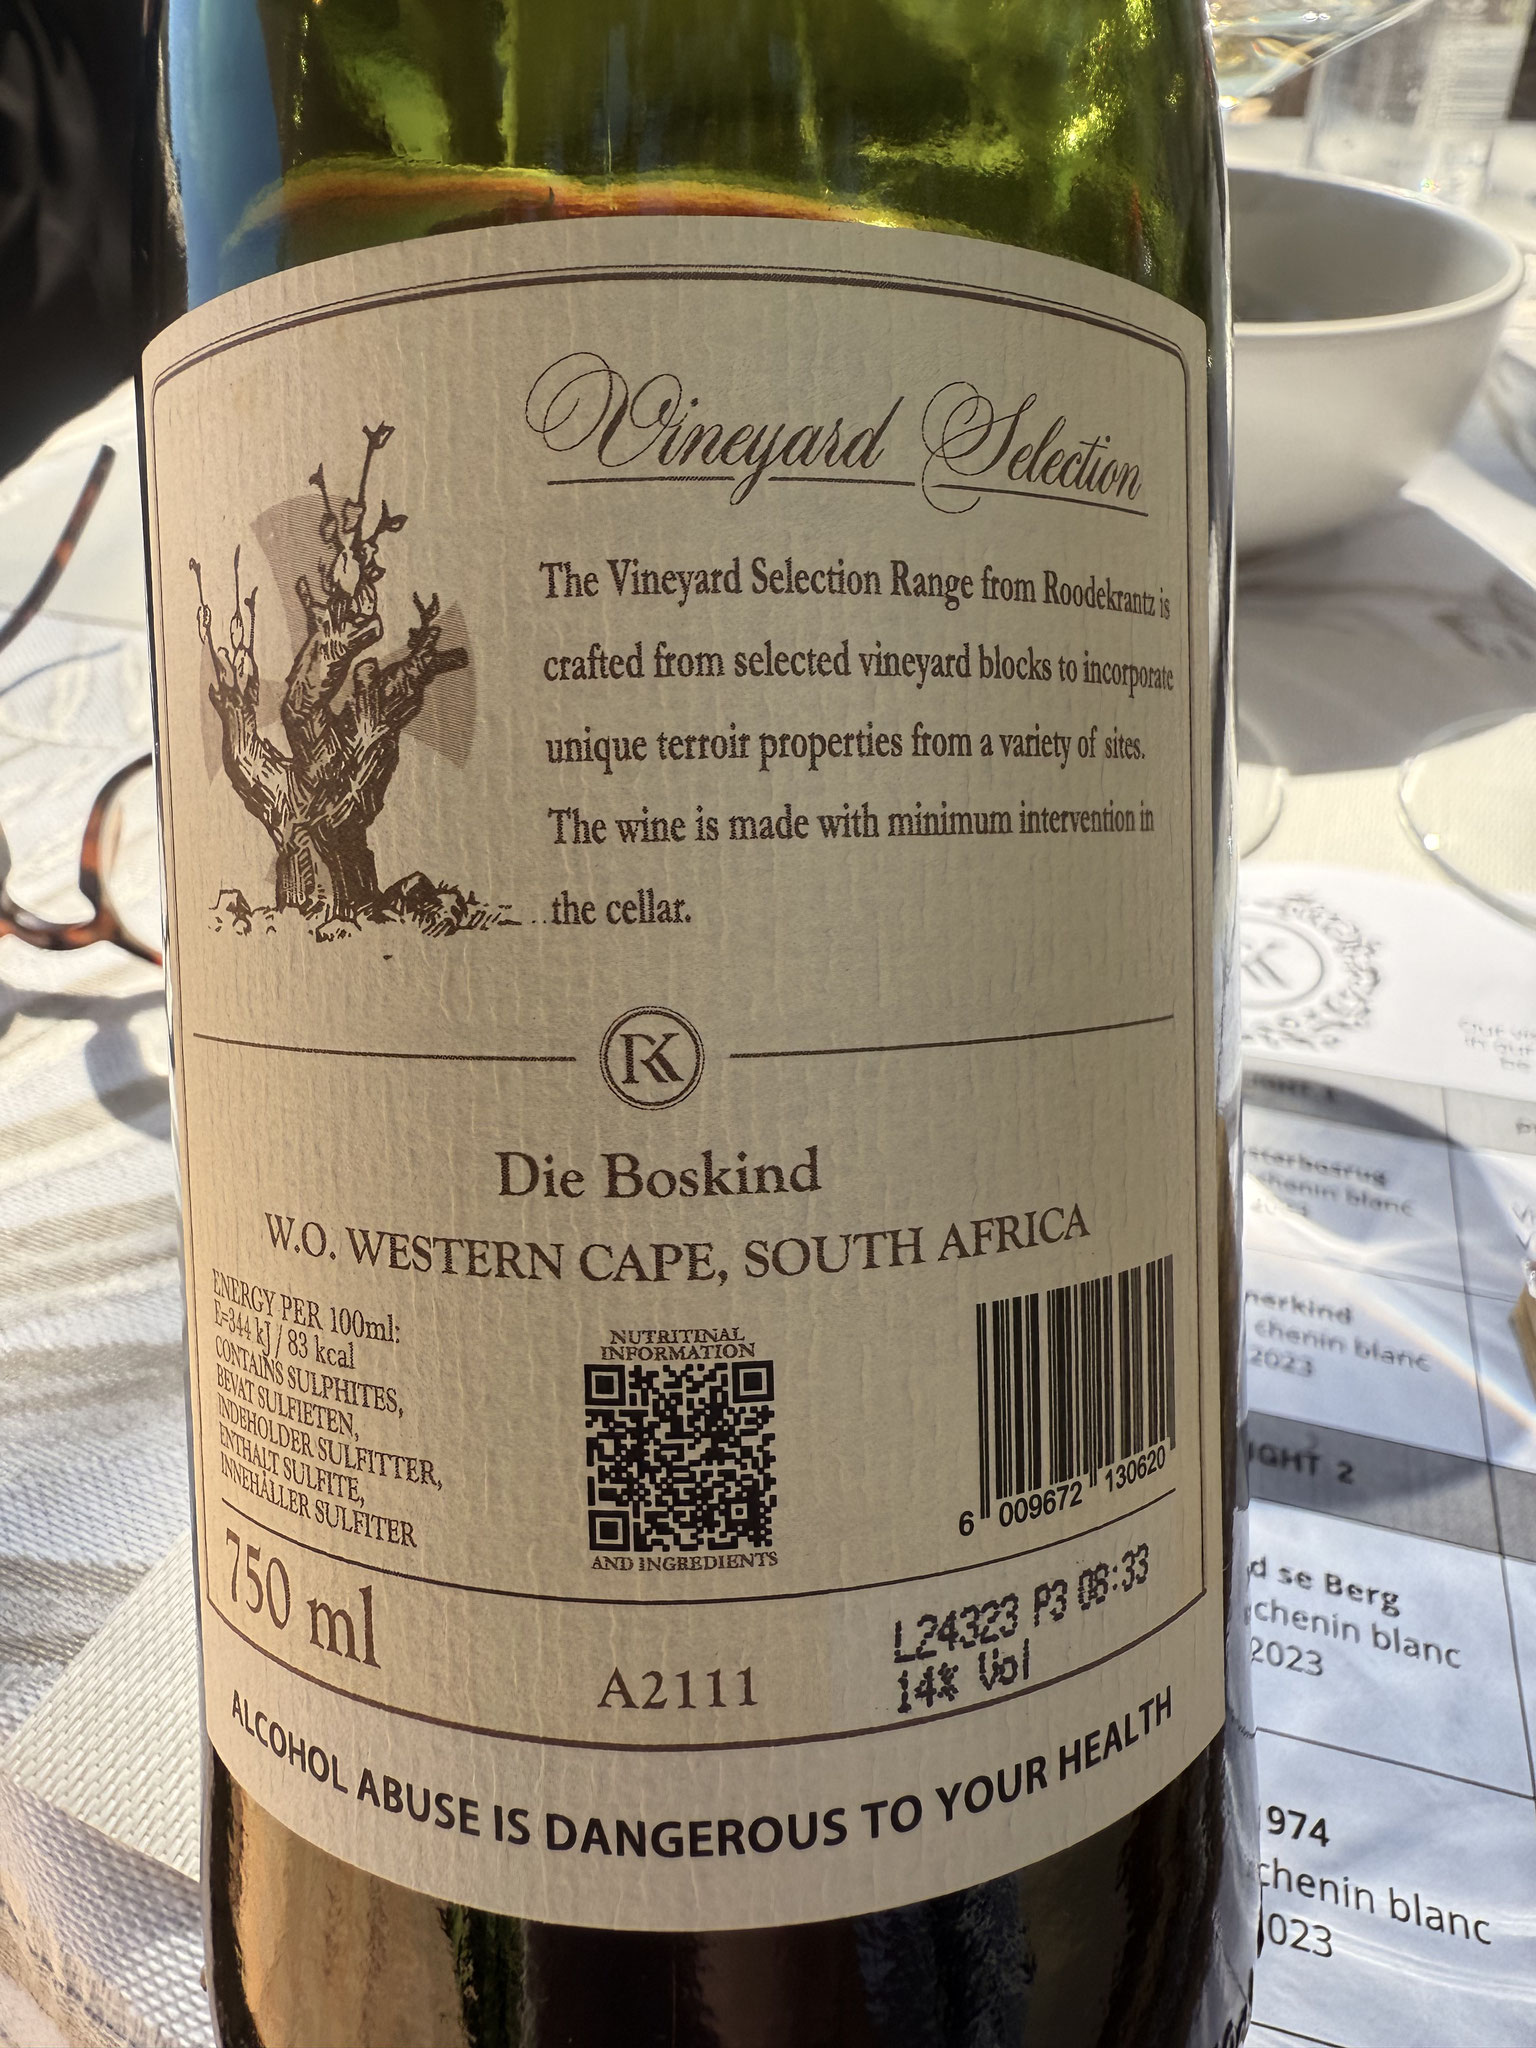 Vineyard Selection
The Vineyard Selection Range from Roodekrantz is
crafted from selected vineyard blocks to incorporate
unique terroir properties from a variety of sites.
The wine is made with minimum intervention in
the cellar.
RK
Die Boskind
W.O. WESTERN CAPE, SOUTH AFRICA
ENERGY PER 100ml:
E=344 kJ / 83 kcal
CONTAINS SULPHITES,
BEVAT SULFIETEN,
INDEHOLDER SULFITTER,
ENTHALT SULFITE,
INNEHÅLLER SULFITER
NUTRITINAL
INFORMATION
AND INGREDIENTS
6 009672 130620
750 ml
A2111
L24323 P3 08:33
14% Vol
ALCOHOL ABUSE IS DANGEROUS TO YOUR HEALTH
RK
chenin blanc
chenin blanc
2023
2
se Berg
chenin blanc
2023
1974
chenin blanc
2023